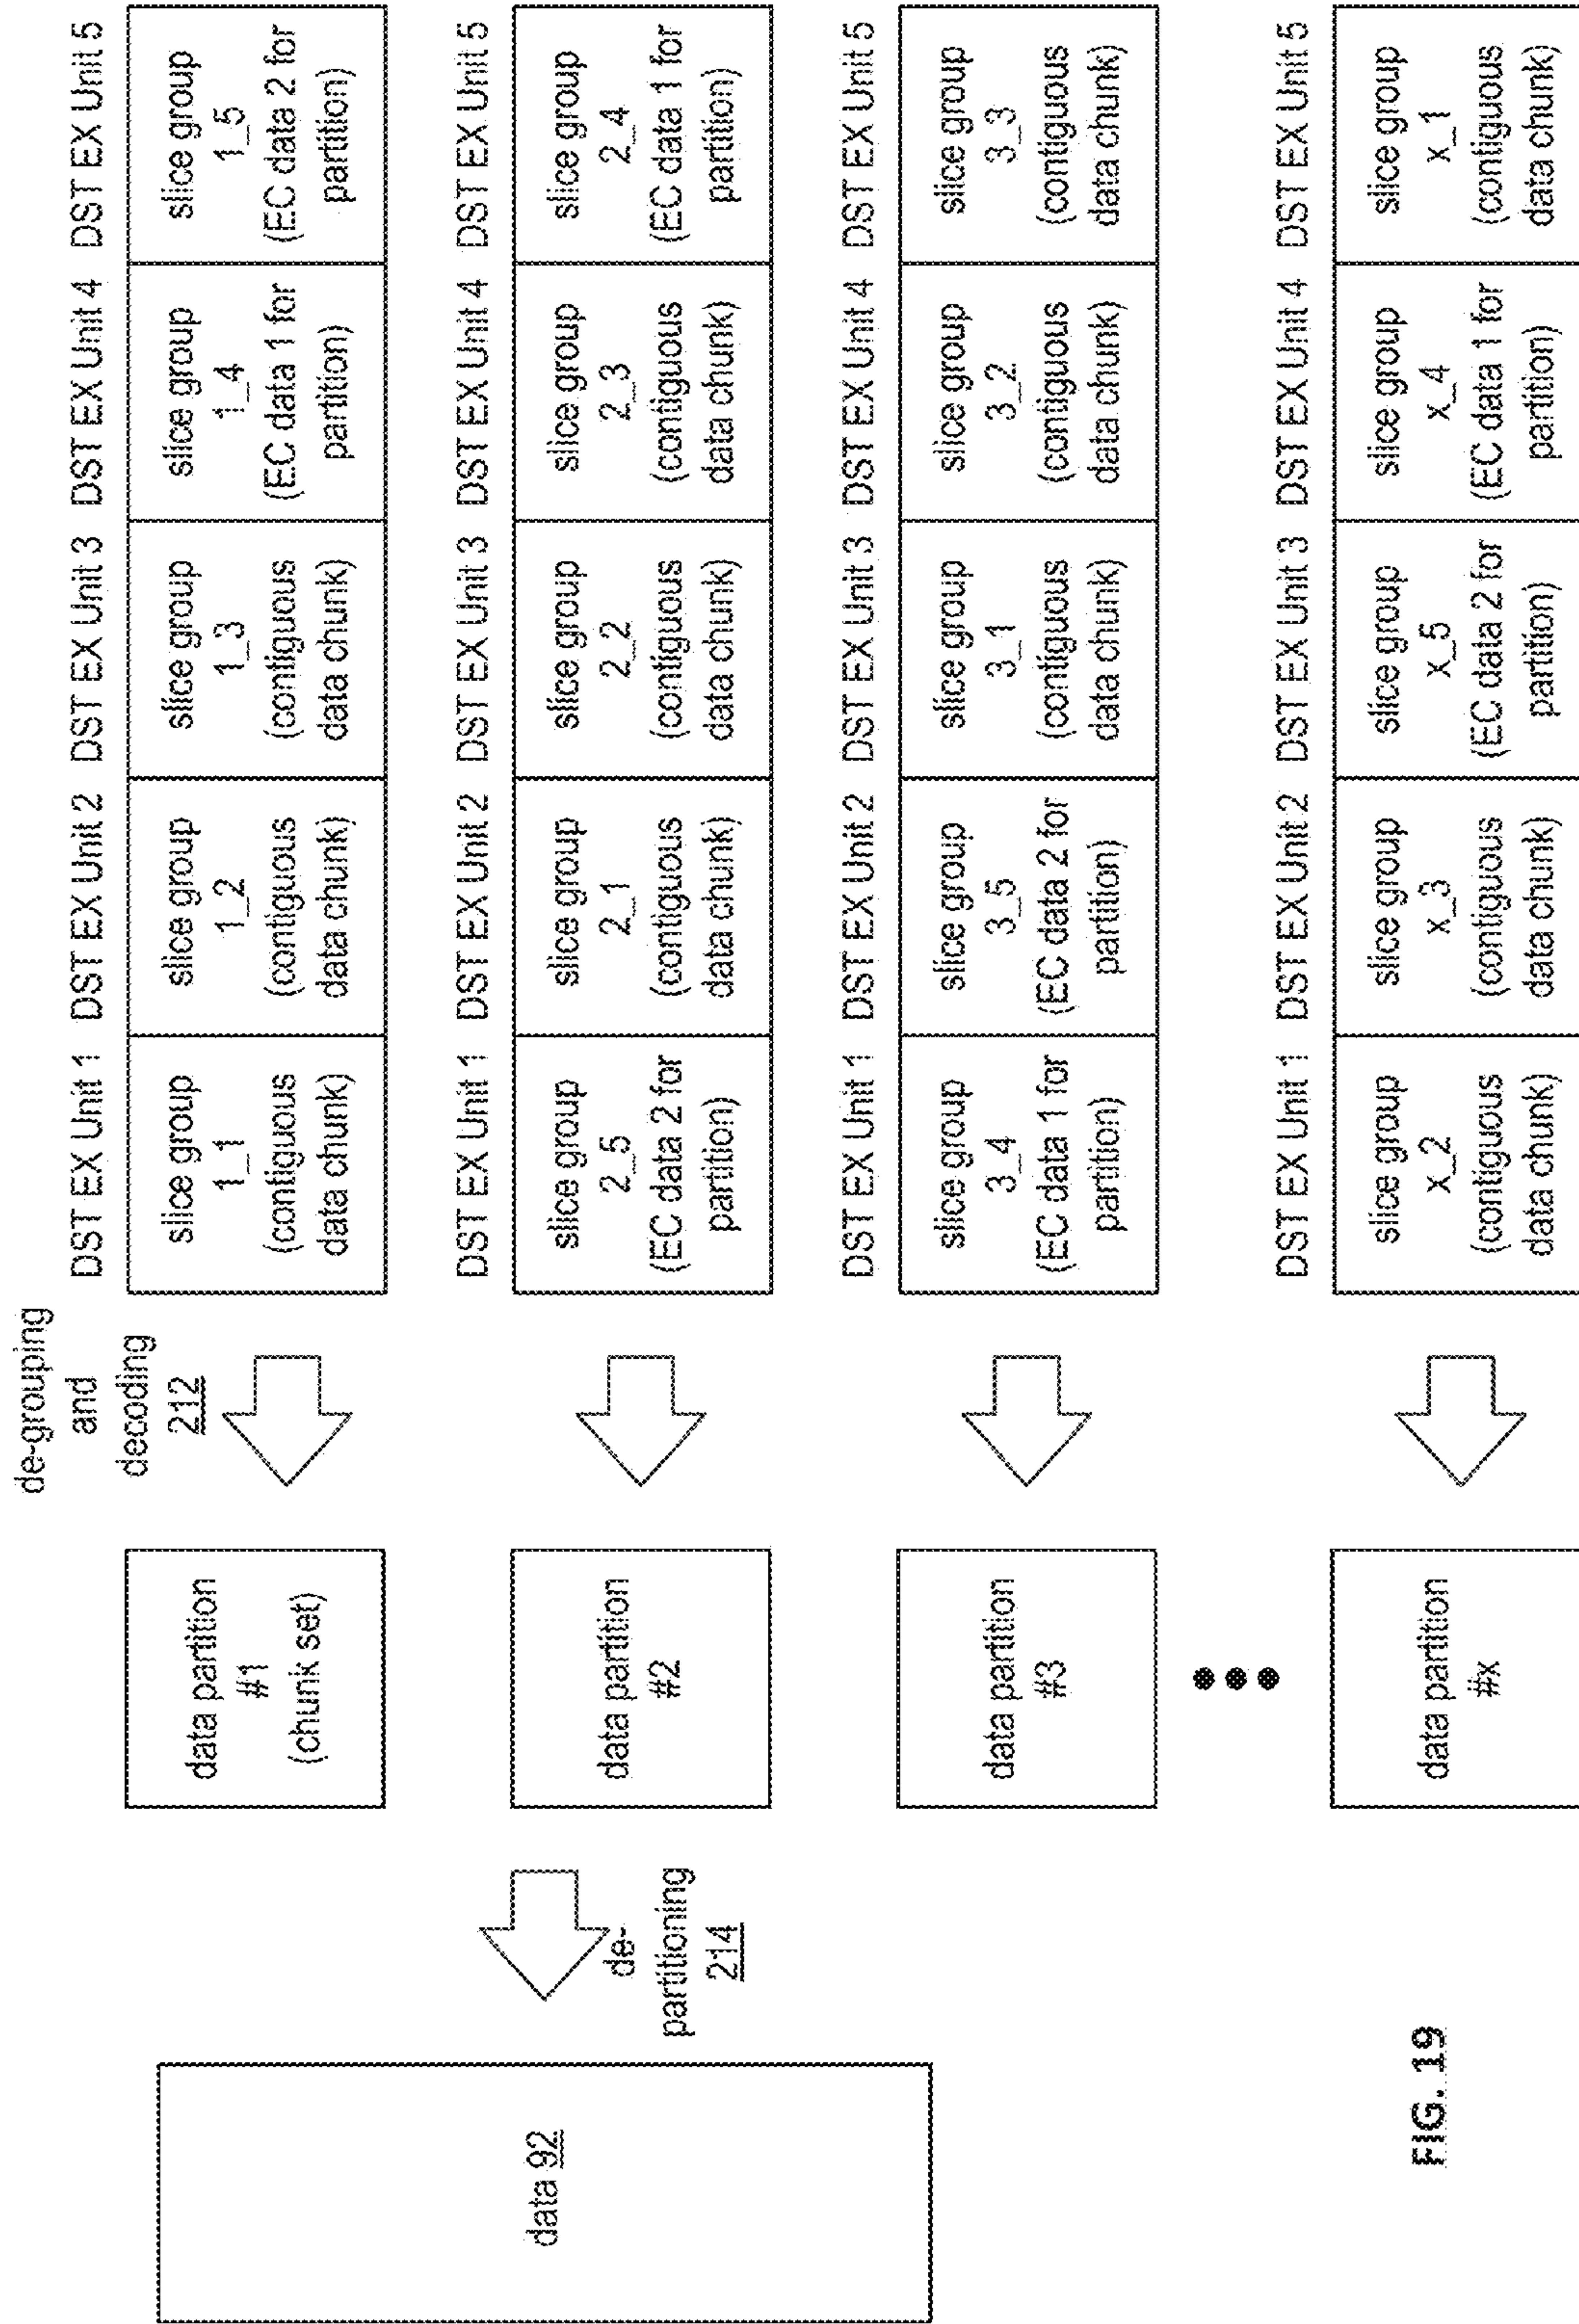 de-grouping
and
decoding
212
data 92
de-
partitioning
214
data partition
#1
(chunk set)
DST EX Unit 1
DST EX Unit 2
DST EX Unit 3
DST EX Unit 4
DST EX Unit 5
slice group
1_1
(contiguous
data chunk)
slice group
1_2
(contiguous
data chunk)
slice group
1_3
(contiguous
data chunk)
slice group
1_4
(EC data 1 for
partition)
slice group
1_5
(EC data 2 for
partition)
data partition
#2
DST EX Unit 1
DST EX Unit 2
DST EX Unit 3
DST EX Unit 4
DST EX Unit 5
slice group
2_5
(EC data 2 for
partition)
slice group
2_1
(contiguous
data chunk)
slice group
2_2
(contiguous
data chunk)
slice group
2_3
(contiguous
data chunk)
slice group
2_4
(EC data 1 for
partition)
data partition
#3
DST EX Unit 1
DST EX Unit 2
DST EX Unit 3
DST EX Unit 4
DST EX Unit 5
slice group
3_4
(EC data 1 for
partition)
slice group
3_5
(EC data 2 for
partition)
slice group
3_1
(contiguous
data chunk)
slice group
3_2
(contiguous
data chunk)
slice group
3_3
(contiguous
data chunk)
data partition
#x
DST EX Unit 1
DST EX Unit 2
DST EX Unit 3
DST EX Unit 4
DST EX Unit 5
slice group
x_2
(contiguous
data chunk)
slice group
x_3
(contiguous
data chunk)
slice group
x_5
(EC data 2 for
partition)
slice group
x_4
(EC data 1 for
partition)
slice group
x_1
(contiguous
data chunk)
FIG. 19